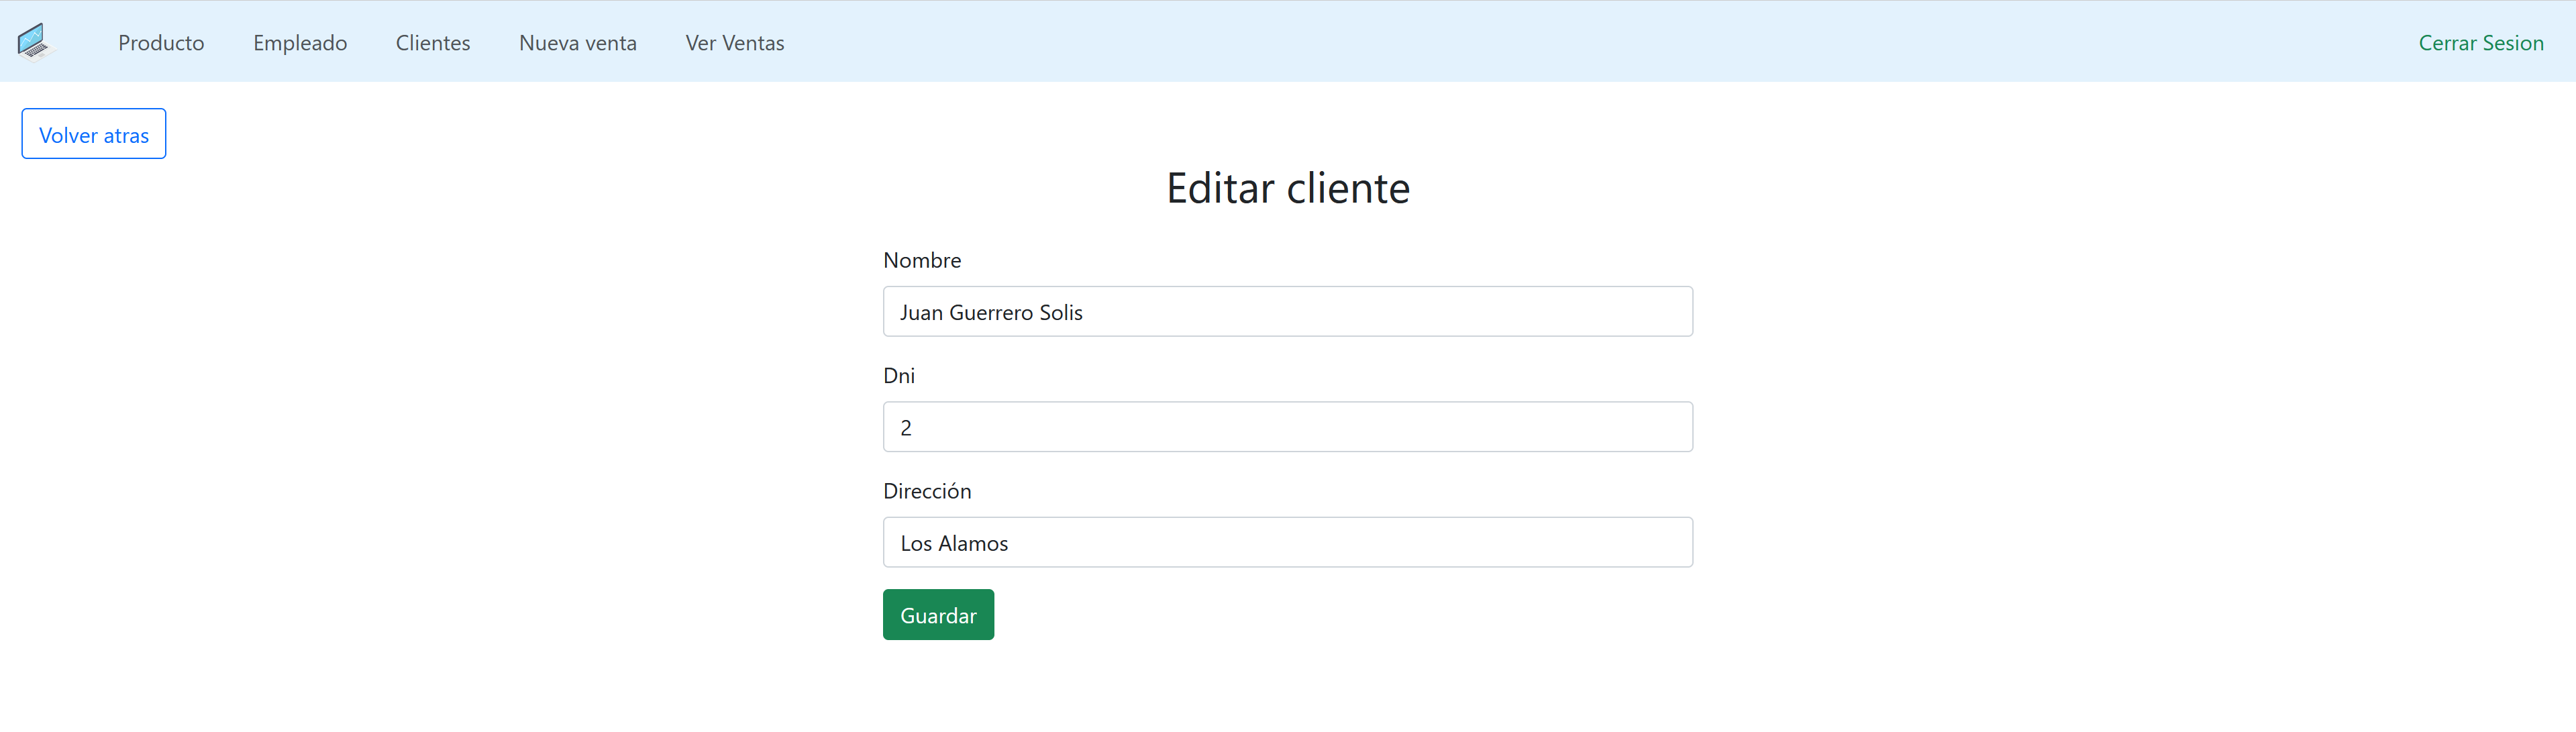 Producto Empleado Clientes Nueva venta Ver Ventas Cerrar Sesion
Volver atras
Editar cliente
Nombre
Juan Guerrero Solis
Dni
2
Dirección
Los Alamos
Guardar